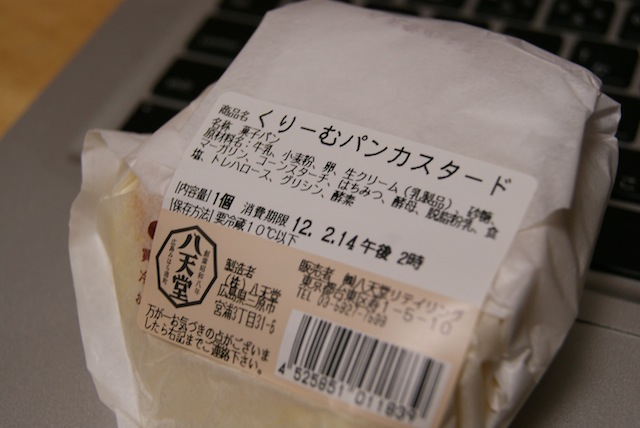 商品名 くりーむパンカスタード
名称 菓子パン
原材料名:牛乳、小麦粉、卵、生クリーム(乳製品)、砂糖、
マーガリン、コーンスターチ、はちみつ、酵母、脱脂粉乳、食
塩、トレハロース、グリシン、酵素
[内容量]1個 消費期限 12. 2.14 午後 2時
[保存方法]要冷蔵10℃以下
八天堂
製造者
(株)八天堂
広島県三原市
宮浦3丁目31-5
販売者 ㈱八天堂リテイリング
万が一お気づきの点がございま
したら右記までご連絡下さい。
4 525851 011839